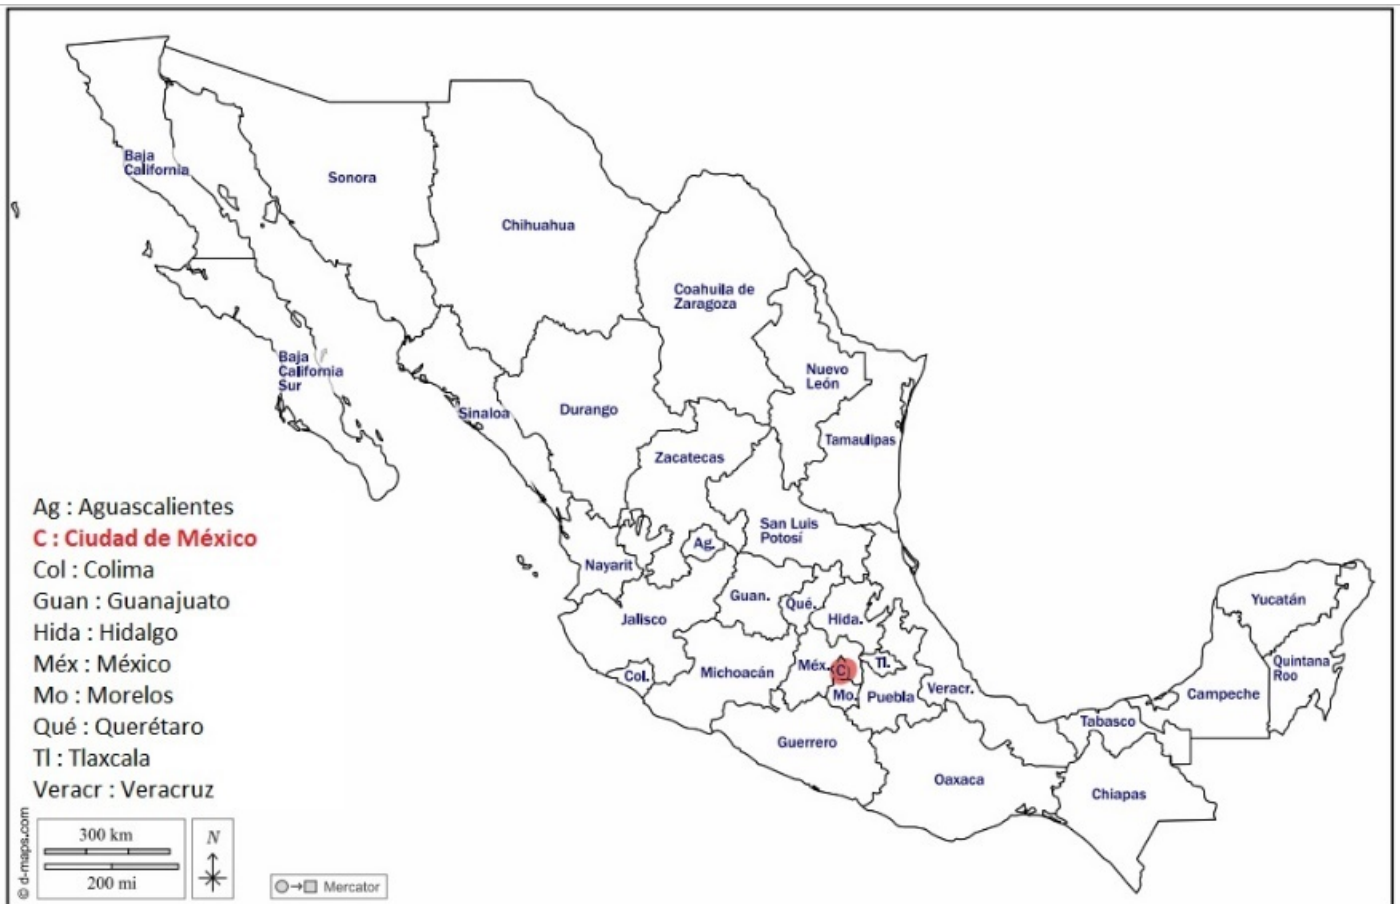 Baja
California
Sonora
Chihuahua
Coahuila de
Zaragoza
Baja
California
Sur
Nuevo
León
Sinaloa
Durango
Tamaulipas
Zacatecas
San Luis
Potosí
Ag.
Nayarit
Guan.
Qué.
Hida.
Jalisco
Yucatán
Col.
Michoacán
Méx.
C
Tl.
Mo.
Puebla
Veracr.
Quintana
Roo
Campeche
Tabasco
Guerrero
Oaxaca
Chiapas
Ag : Aguascalientes
C : Ciudad de México
Col : Colima
Guan : Guanajuato
Hida : Hidalgo
Méx : México
Mo : Morelos
Qué : Querétaro
Tl : Tlaxcala
Veracr : Veracruz
300 km
200 mi
N
Mercator
© d-maps.com